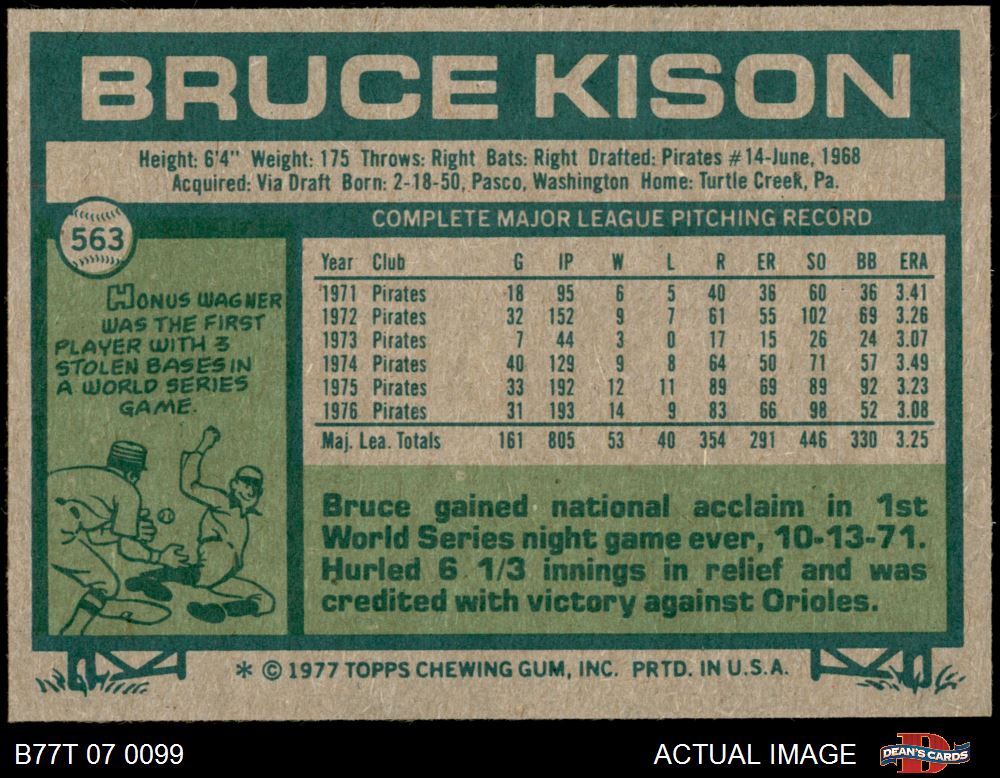 BRUCE KISON
Height: 6'4" Weight: 175 Throws: Right Bats: Right Drafted: Pirates #14-June, 1968
Acquired: Via Draft Born: 2-18-50, Pasco, Washington Home: Turtle Creek, Pa.
563
COMPLETE MAJOR LEAGUE PITCHING RECORD
HONUS WAGNER
WAS THE FIRST
PLAYER WITH 3
STOLEN BASES IN
A WORLD SERIES
GAME.
Year Club G IP W L R ER SO BB ERA
1971 Pirates 18 95 6 5 40 36 60 36 3.41
1972 Pirates 32 152 9 7 61 55 102 69 3.26
1973 Pirates 7 44 3 0 17 15 26 24 3.07
1974 Pirates 40 129 9 8 64 50 71 57 3.49
1975 Pirates 33 192 12 11 89 69 89 92 3.23
1976 Pirates 31 193 14 9 83 66 98 52 3.08
Maj. Lea. Totals 161 805 53 40 354 291 446 330 3.25
Bruce gained national acclaim in 1st
World Series night game ever, 10-13-71.
Hurled 6 1/3 innings in relief and was
credited with victory against Orioles.
* © 1977 TOPPS CHEWING GUM, INC. PRTD. IN U.S.A.
B77T 07 0099
ACTUAL IMAGE
D
DEAN'S CARDS